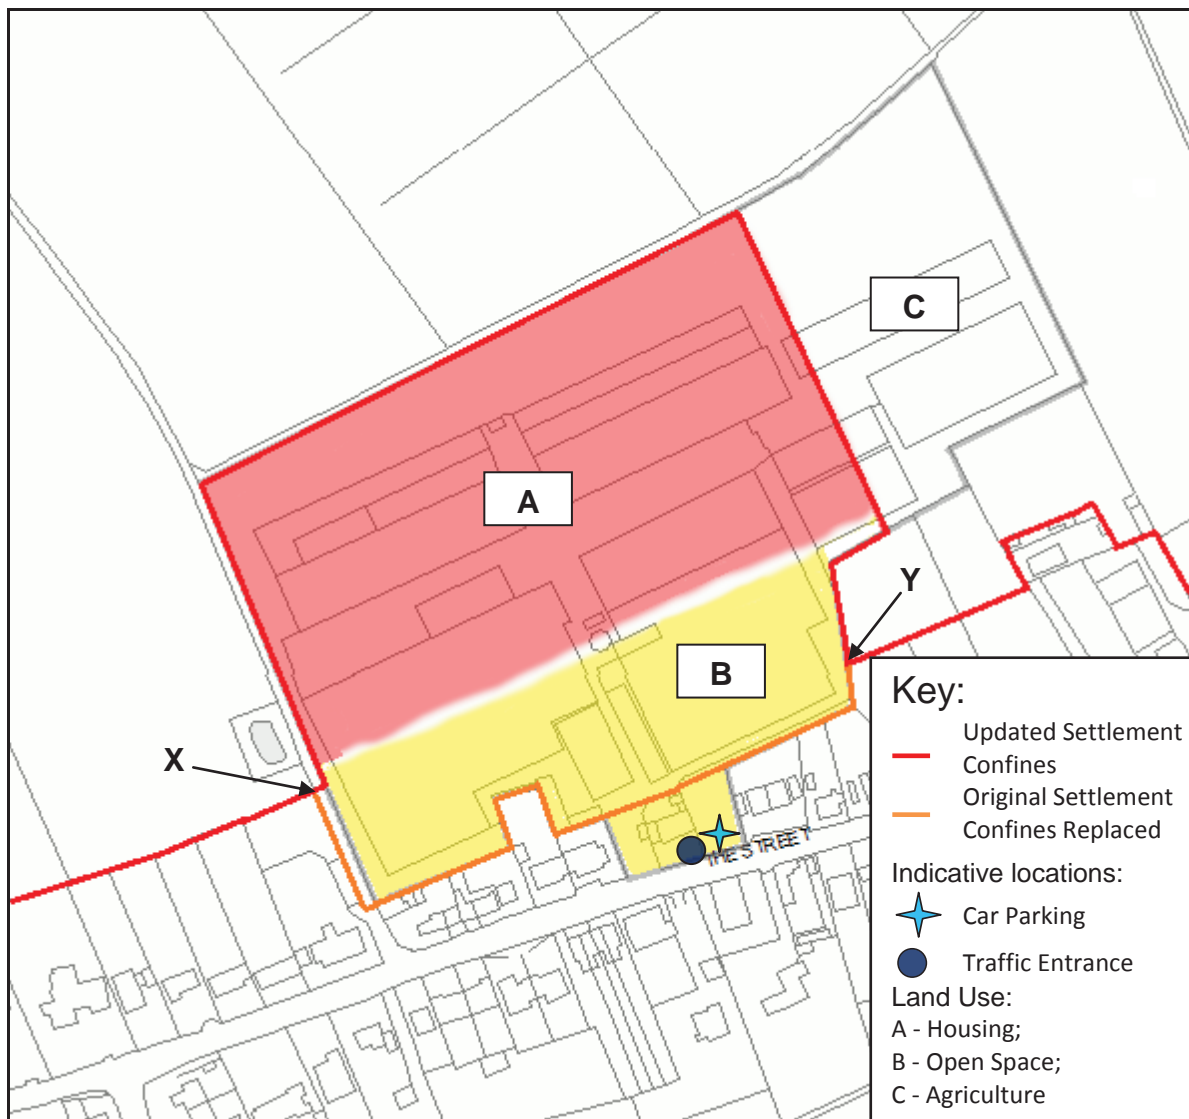 C
A
Y
B
X
THE STREET
Key:
Updated Settlement
Confines
Original Settlement
Confines Replaced
Indicative locations:
Car Parking
Traffic Entrance
Land Use:
A - Housing;
B - Open Space;
C - Agriculture